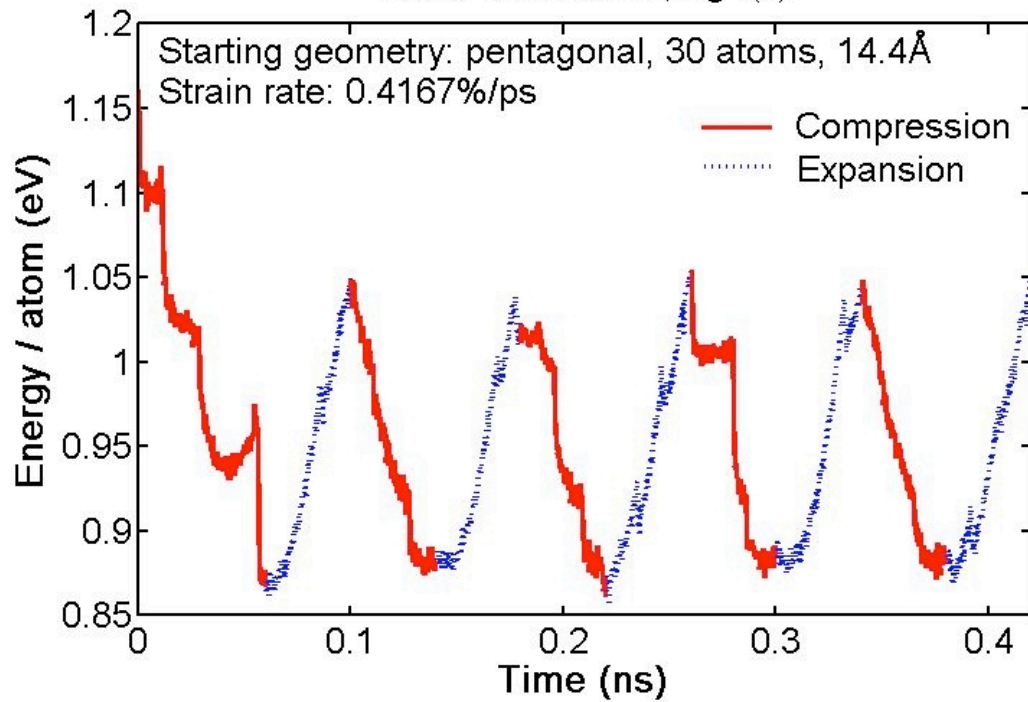 1.2
Starting geometry: pentagonal, 30 atoms, 14.4Å
Strain rate: 0.4167%/ps
Compression
Expansion
1.15
1.1
1.05
1
0.95
0.9
0.85
Energy / atom (eV)
0 0.1 0.2 0.3 0.4
Time (ns)